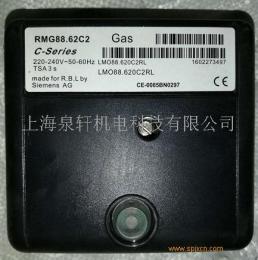 RMG88.62C2 Gas
C-Series
220-240V~50-60Hz LMO88.620C2RL 1602273497
TSA 3 s LMO88.620C2RL
made for R.B.L by
Siemens AG CE-0085BN0297
上海泉轩机电科技有限公司
www.spjxcn.com